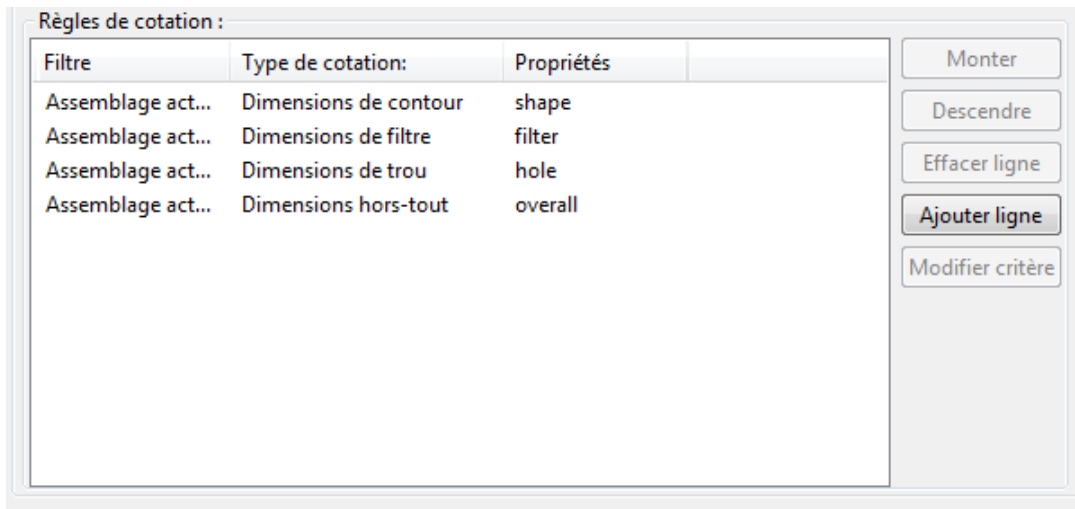 Règles de cotation :
Filtre Type de cotation: Propriétés
Assemblage act... Dimensions de contour shape
Assemblage act... Dimensions de filtre filter
Assemblage act... Dimensions de trou hole
Assemblage act... Dimensions hors-tout overall
Monter
Descendre
Effacer ligne
Ajouter ligne
Modifier critère